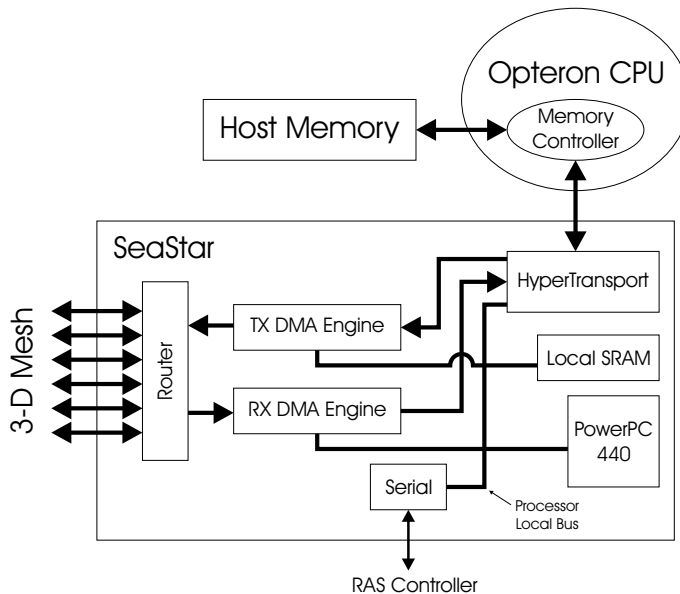 Opteron CPU
Memory
Controller
Host Memory
SeaStar
HyperTransport
3-D Mesh
Router
TX DMA Engine
Local SRAM
RX DMA Engine
PowerPC
440
Serial
Processor
Local Bus
RAS Controller